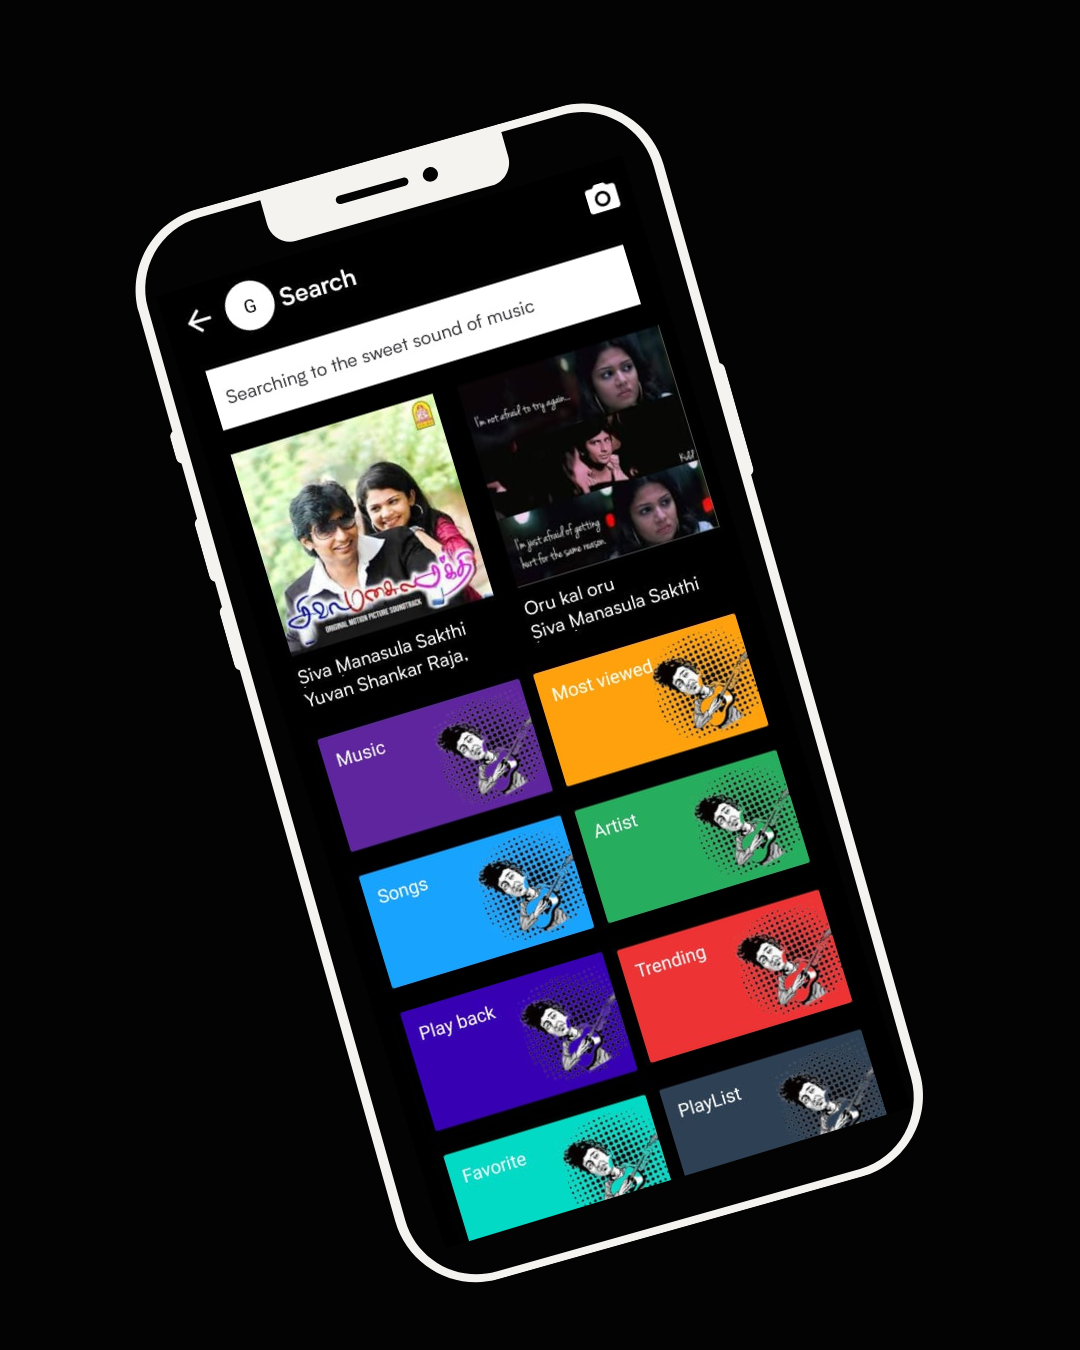 G
Search
Searching to the sweet sound of music
சிவா மனசுல சக்தி
ORIGINAL MOTION PICTURE SOUNDTRACK
I'm not afraid to try again...
I'm just afraid of getting
hurt for the same reason.
Siva Manasula Sakthi
Yuvan Shankar Raja,
Oru kal oru
Siva Manasula Sakthi
Music
Most viewed
Songs
Artist
Play back
Trending
Favorite
PlayList